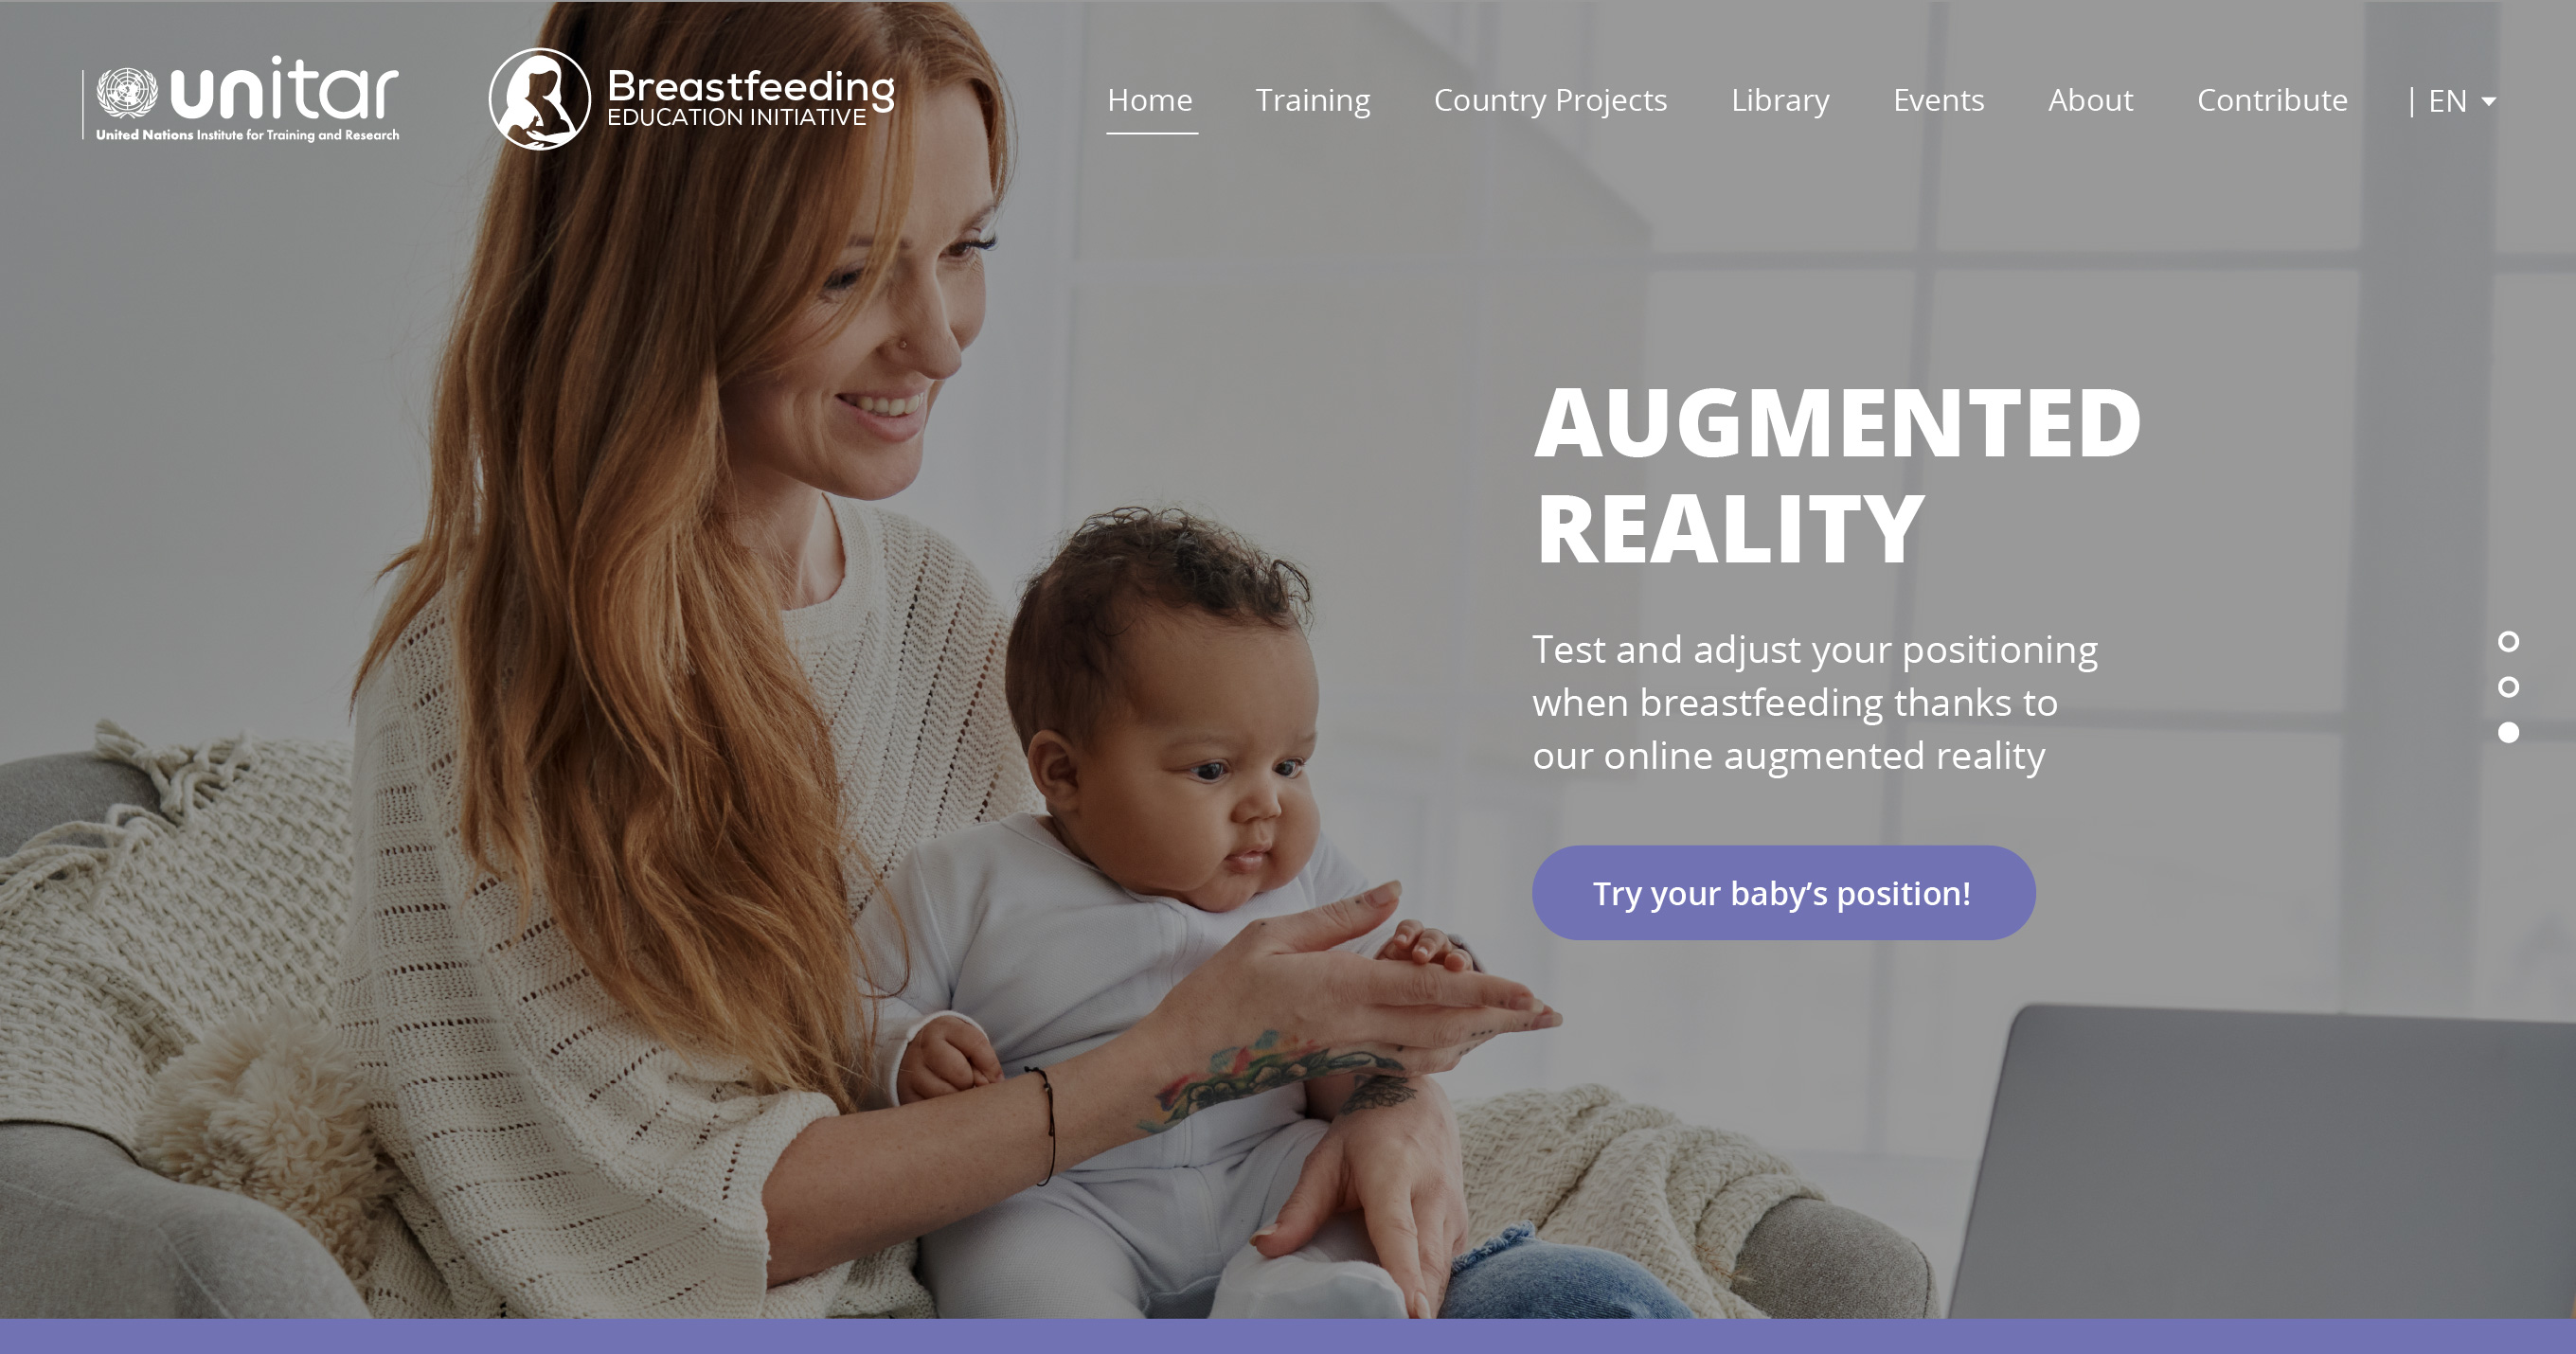 unitar
United Nations Institute for Training and Research
Breastfeeding
EDUCATION INITIATIVE
Home Training Country Projects Library Events About Contribute | EN
AUGMENTED
REALITY
Test and adjust your positioning
when breastfeeding thanks to
our online augmented reality
Try your baby’s position!